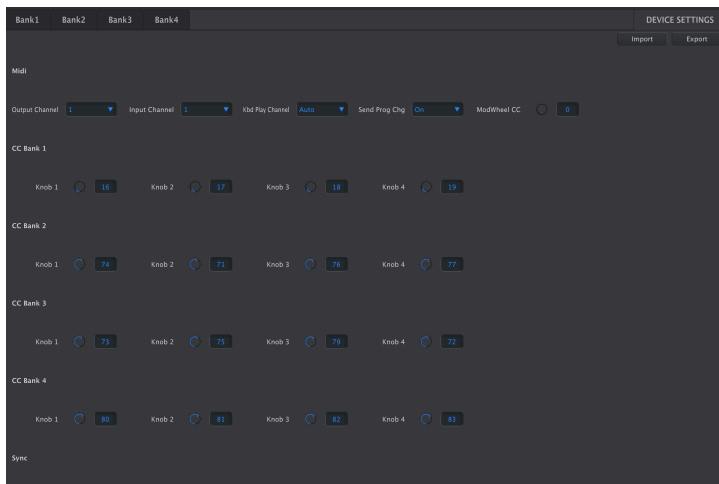 Bank1 Bank2 Bank3 Bank4 DEVICE SETTINGS
Import Export
Midi
Output Channel 1 Input Channel 1 Kbd Play Channel Auto Send Prog Chg On ModWheel CC 0
CC Bank 1
Knob 1 16 Knob 2 17 Knob 3 18 Knob 4 19
CC Bank 2
Knob 1 74 Knob 2 71 Knob 3 76 Knob 4 77
CC Bank 3
Knob 1 73 Knob 2 75 Knob 3 79 Knob 4 72
CC Bank 4
Knob 1 80 Knob 2 81 Knob 3 82 Knob 4 83
Sync